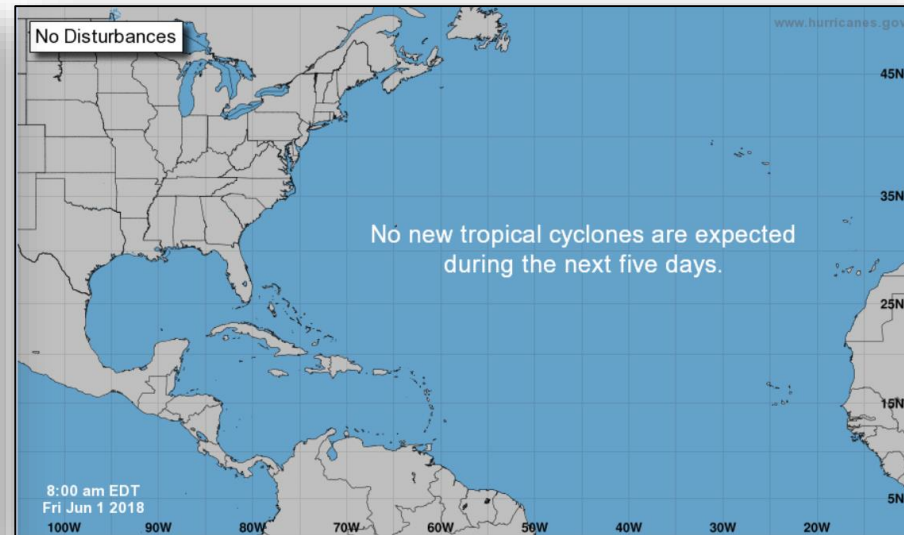 No Disturbances
www.hurricanes.gov
45N
35N
No new tropical cyclones are expected
during the next five days.
25N
15N
8:00 am EDT
Fri Jun 1 2018
5N
100W 90W 80W 70W 60W 50W 40W 30W 20W